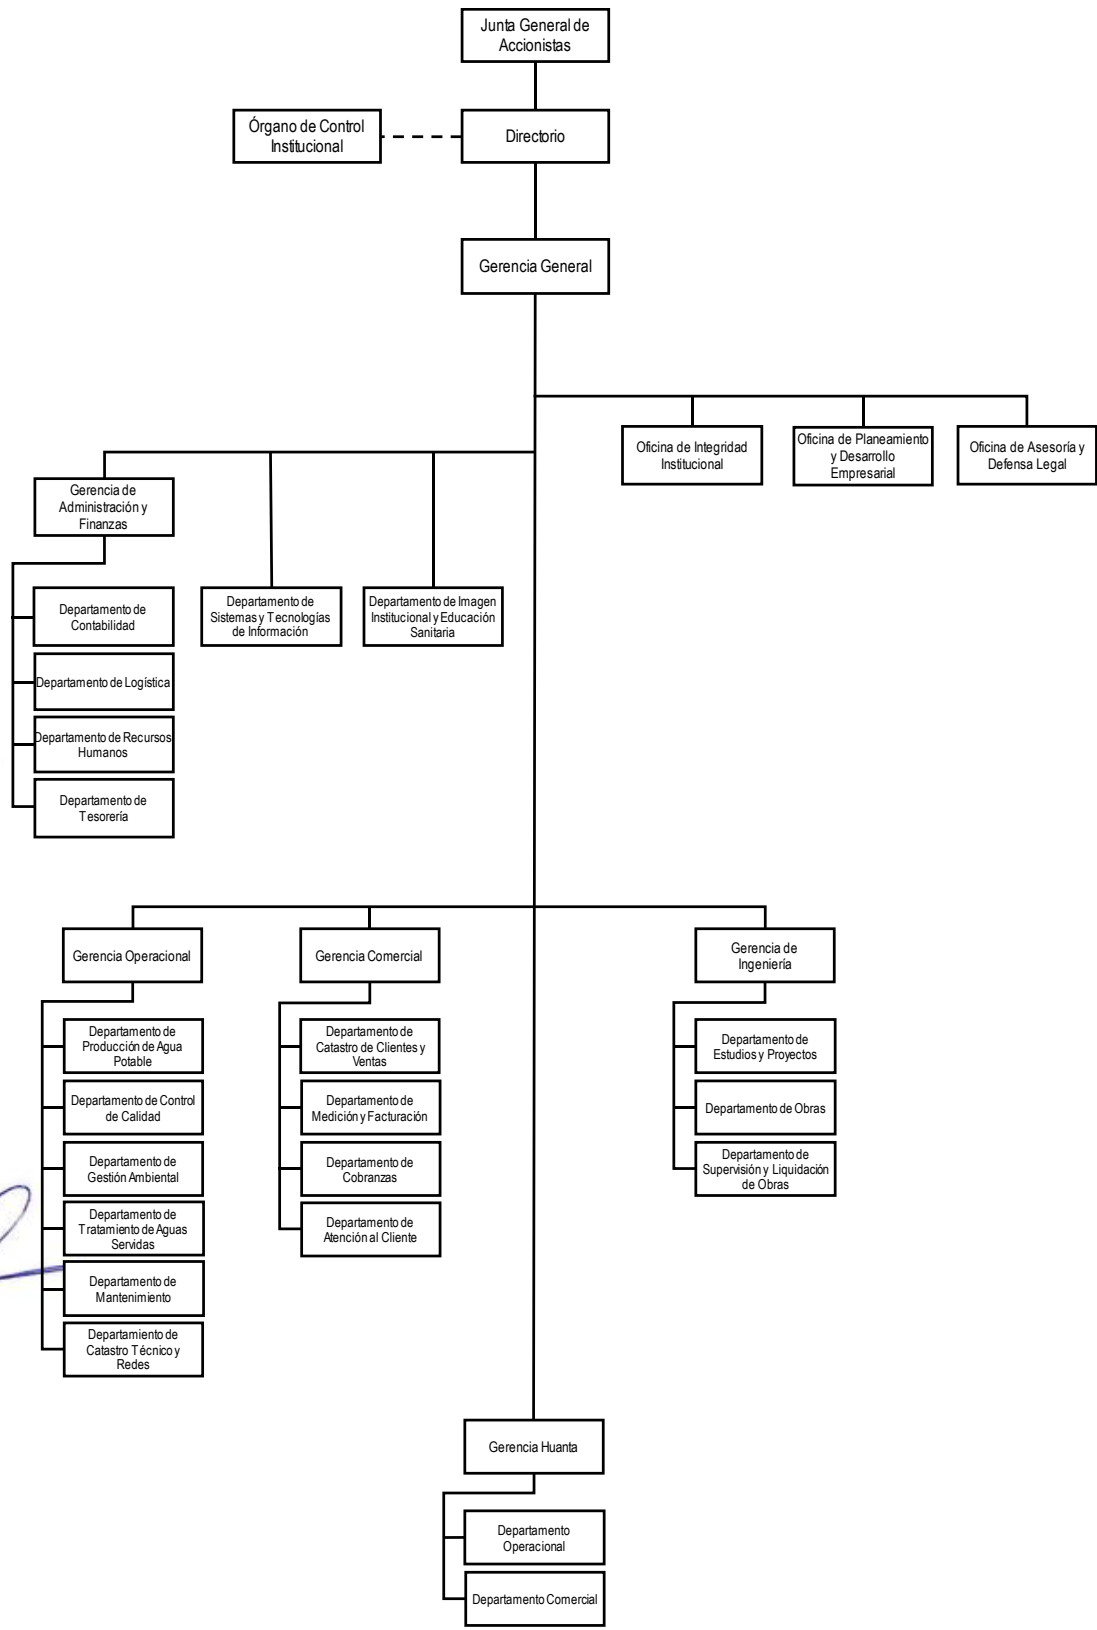 Junta General de
Accionistas
Órgano de Control
Institucional
Directorio
Gerencia General
Oficina de Integridad
Institucional
Oficina de Planeamiento
y Desarrollo
Empresarial
Oficina de Asesoría y
Defensa Legal
Gerencia de
Administración y
Finanzas
Departamento de
Contabilidad
Departamento de Logística
Departamento de Recursos
Humanos
Departamento de
Tesorería
Departamento de
Sistemas y Tecnologías
de Información
Departamento de Imagen
Institucional y Educación
Sanitaria
Gerencia Operacional
Departamento de
Producción de Agua
Potable
Departamento de Control
de Calidad
Departamento de
Gestión Ambiental
Departamento de
Tratamiento de Aguas
Servidas
Departamento de
Mantenimiento
Departamiento de
Catastro Técnico y
Redes
Gerencia Comercial
Departamento de
Catastro de Clientes y
Ventas
Departamento de
Medición y Facturación
Departamento de
Cobranzas
Departamento de
Atención al Cliente
Gerencia de
Ingeniería
Departamento de
Estudios y Proyectos
Departamento de Obras
Departamento de
Supervisión y Liquidación
de Obras
Gerencia Huanta
Departamento
Operacional
Departamento Comercial